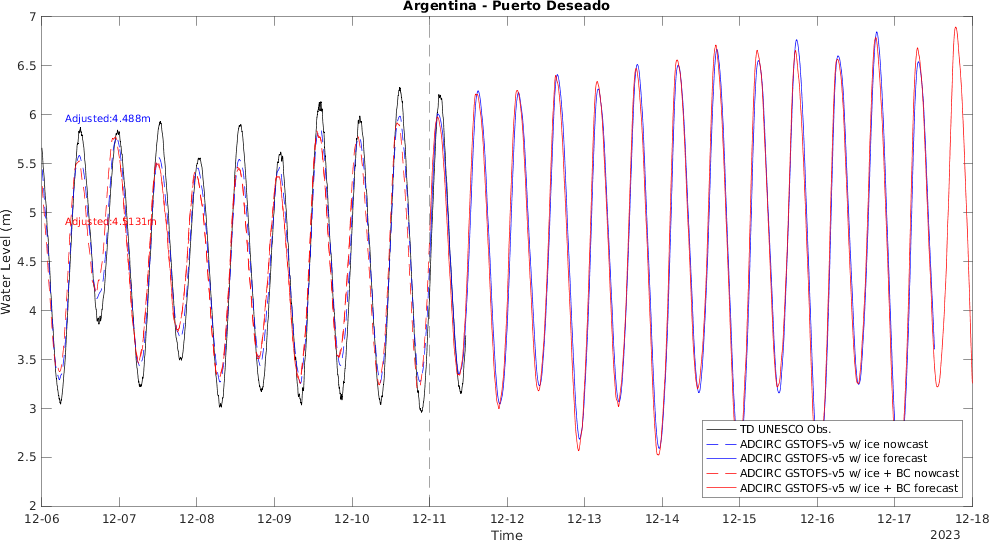 Argentina - Puerto Deseado
7
6.5
6
5.5
5
4.5
4
3.5
3
2.5
2
Water Level (m)
Adjusted:4.488m
Adjusted:4.5131m
TD UNESCO Obs.
ADCIRC GSTOFS-v5 w/ ice nowcast
ADCIRC GSTOFS-v5 w/ ice forecast
ADCIRC GSTOFS-v5 w/ ice + BC nowcast
ADCIRC GSTOFS-v5 w/ ice + BC forecast
12-06 12-07 12-08 12-09 12-10 12-11 12-12 12-13 12-14 12-15 12-16 12-17 12-18
Time
2023